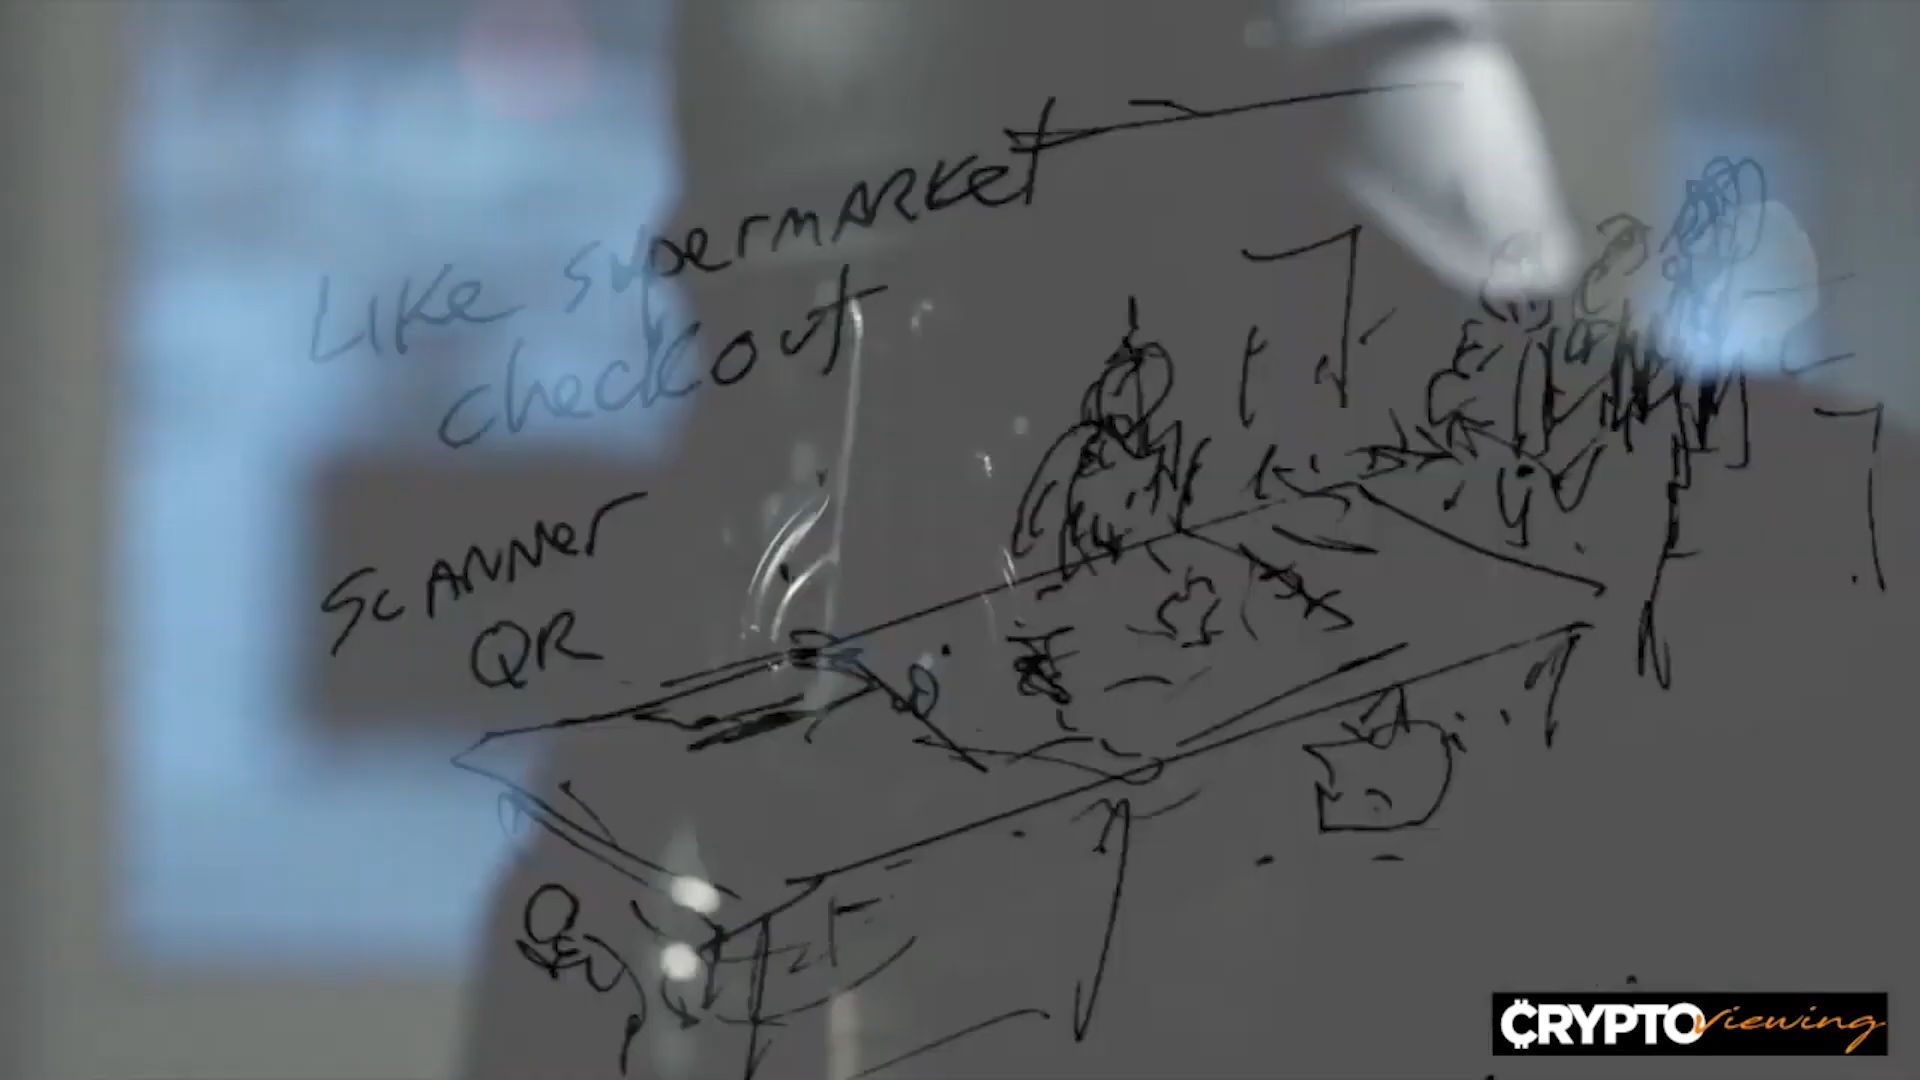 Like supermarket
checkout
SCANNer
QR
CRYPTOviewing